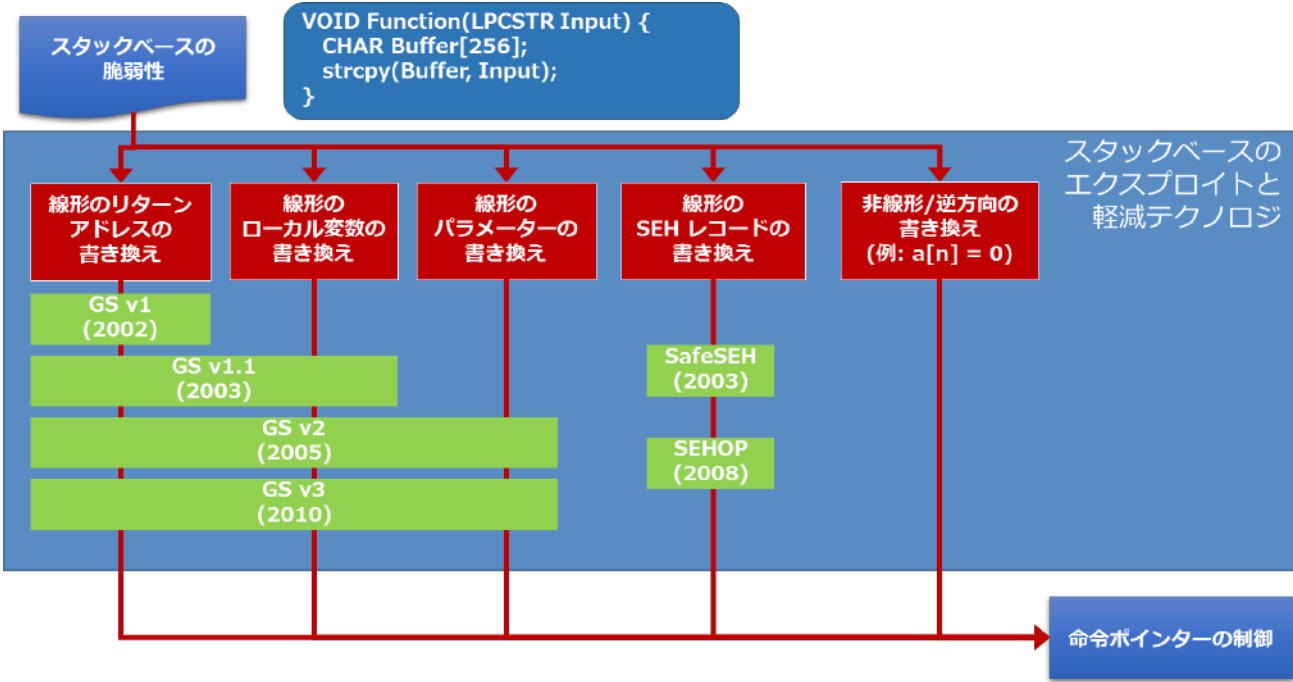 スタックベースの
脆弱性
VOID Function(LPCSTR Input) {
CHAR Buffer[256];
strcpy(Buffer, Input);
}
スタックベースの
エクスプロイトと
軽減テクノロジ
線形のリターン
アドレスの
書き換え
線形の
ローカル変数の
書き換え
線形の
パラメーターの
書き換え
線形の
SEH レコードの
書き換え
非線形/逆方向の
書き換え
(例: a[n] = 0)
GS v1
(2002)
GS v1.1
(2003)
SafeSEH
(2003)
GS v2
(2005)
SEHOP
(2008)
GS v3
(2010)
命令ポインターの制御